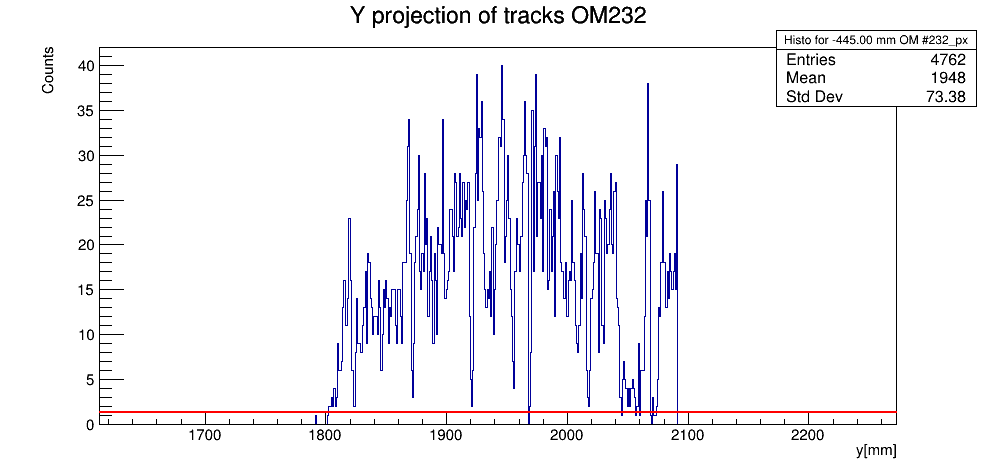 Y projection of tracks OM232
Histo for -445.00 mm OM #232_px
Entries 4762
Mean 1948
Std Dev 73.38
Counts
40
35
30
25
20
15
10
5
0
1700 1800 1900 2000 2100 2200
y[mm]